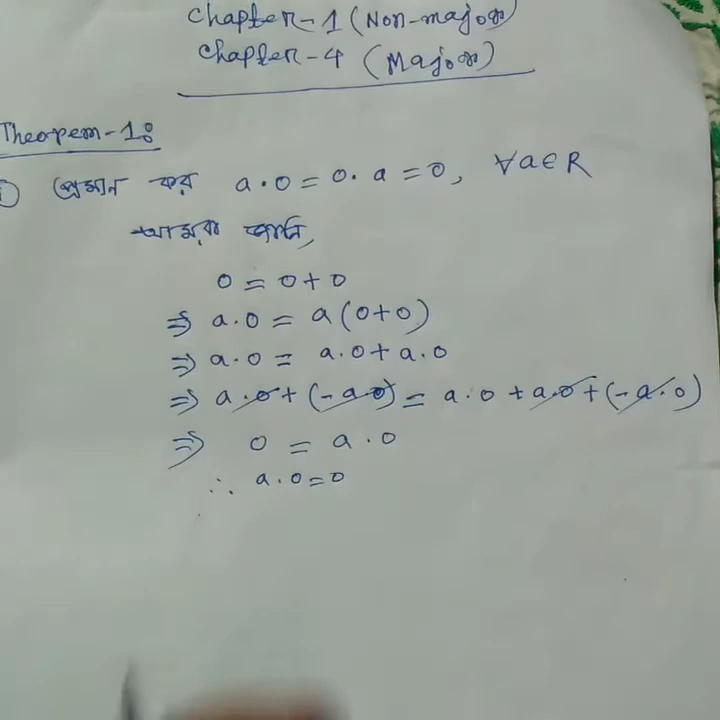 Chapter-1 (Non-major)
Chapter-4 (Major)
Theorem-1:
① প্রমান কর a·0 = 0·a = 0, ∀a∈R
আমরা জানি,
0 = 0+0
⇒ a·0 = a(0+0)
⇒ a·0 = a·0+a·0
⇒ a·0+(-a·0) = a·0+a·0+(-a·0)
⇒ 0 = a·0
∴ a·0=0